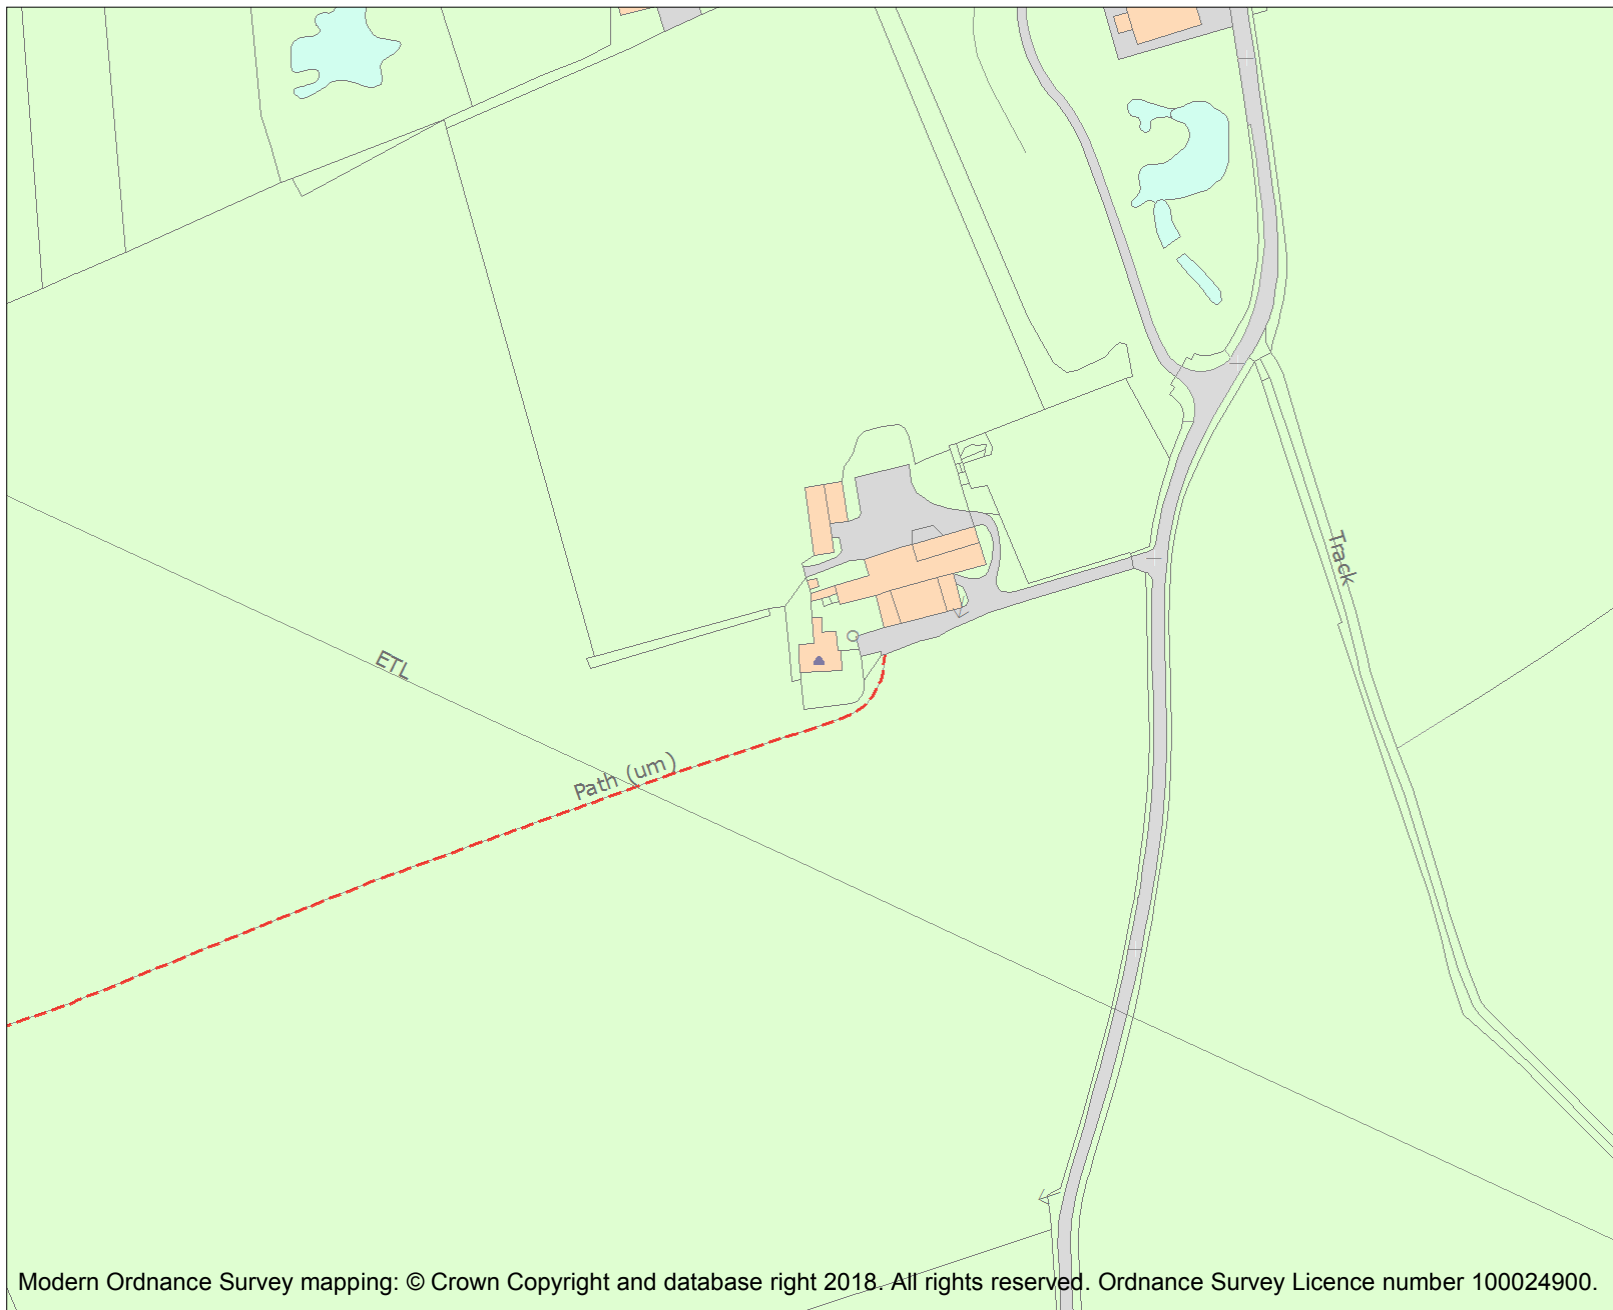 Track
ETL
Path (um)
Modern Ordnance Survey mapping: © Crown Copyright and database right 2018. All rights reserved. Ordnance Survey Licence number 100024900.